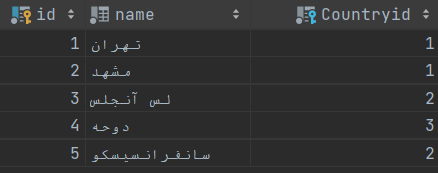 id name Countryid
1 تهران 1
2 مشهد 1
3 لس آنجلس 2
4 دوحه 3
5 سانفرانسیسکو 2